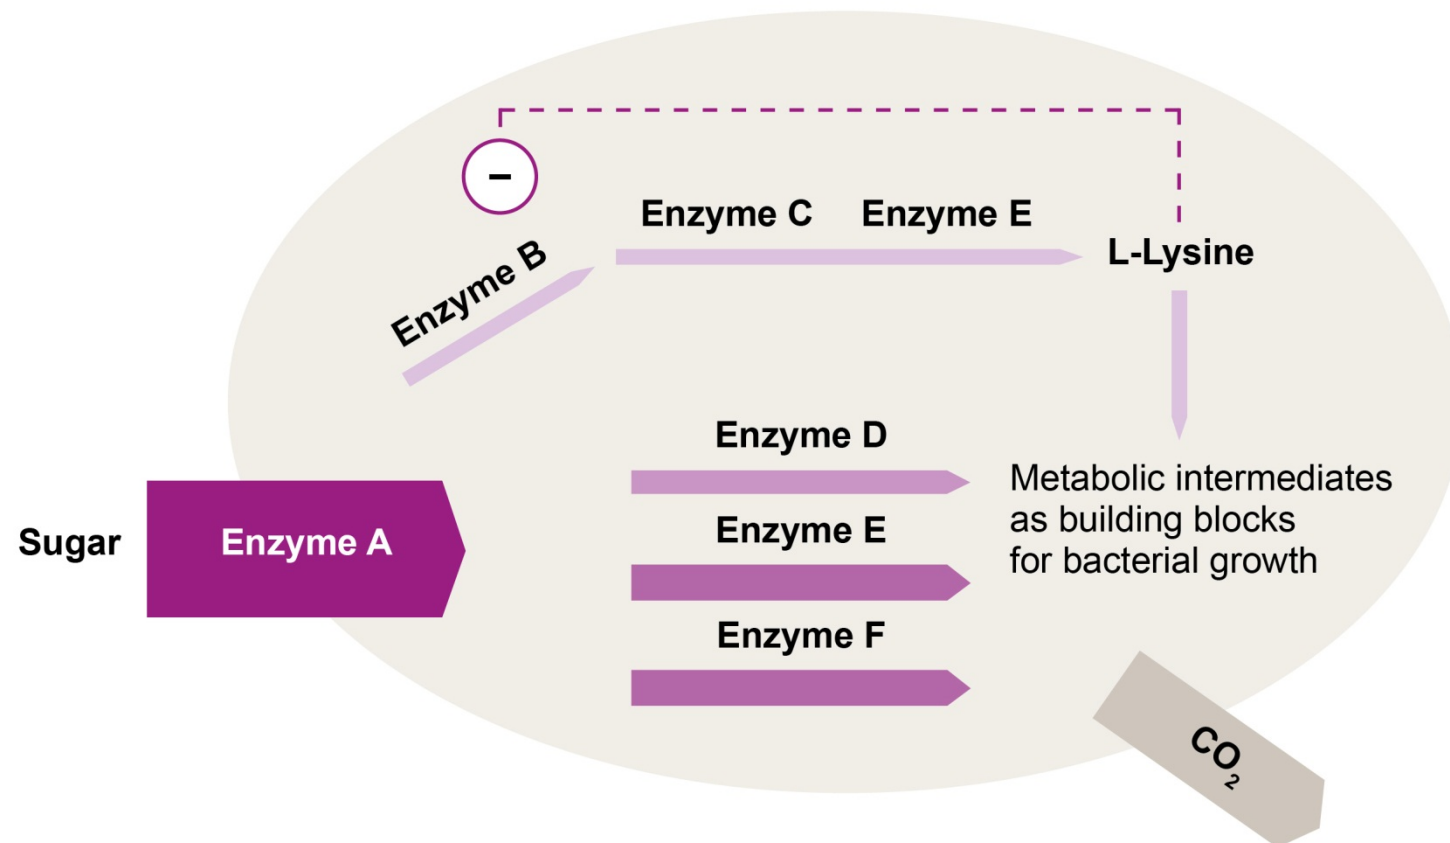 –
Enzyme B
Enzyme C
Enzyme E
L-Lysine
Enzyme D
Sugar
Enzyme A
Enzyme E
Enzyme F
Metabolic intermediates
as building blocks
for bacterial growth
CO₂